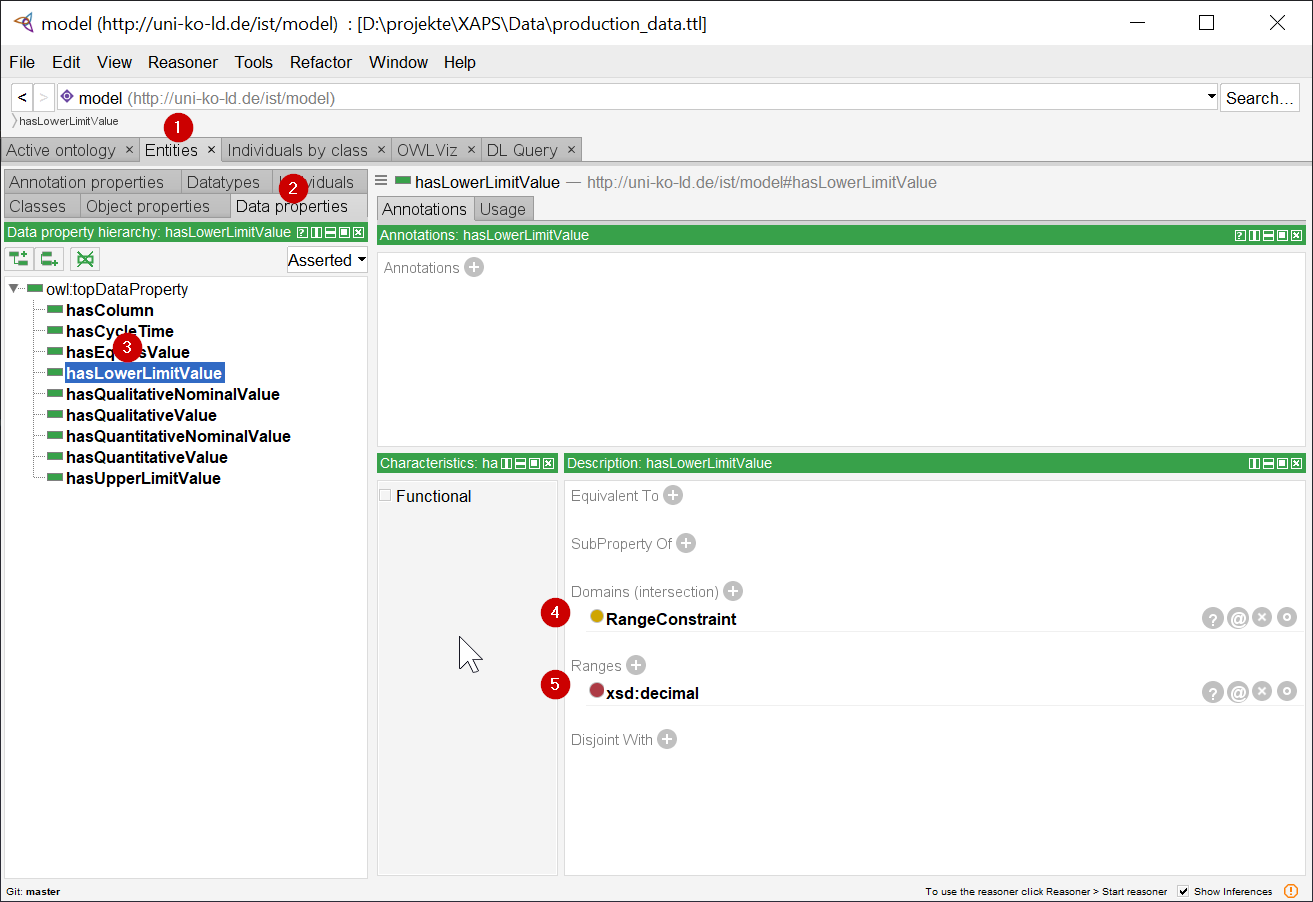 model (http://uni-ko-ld.de/ist/model) : [D:\projekte\XAPS\Data\production_data.ttl]
File Edit View Reasoner Tools Refactor Window Help
< > model (http://uni-ko-ld.de/ist/model) Search...
hasLowerLimitValue
1
Active ontology × Entities × Individuals by class × OWLViz × DL Query ×
Annotation properties Datatypes
2
Classes Object properties Data properties
Data property hierarchy: hasLowerLimitValue
Asserted
owl:topDataProperty
hasColumn
hasCycleTime
3
hasLowerLimitValue
hasQualitativeNominalValue
hasQualitativeValue
hasQuantitativeNominalValue
hasQuantitativeValue
hasUpperLimitValue
hasLowerLimitValue — http://uni-ko-ld.de/ist/model#hasLowerLimitValue
Annotations Usage
Annotations: hasLowerLimitValue
Annotations
Characteristics: ha
Functional
Description: hasLowerLimitValue
Equivalent To
SubProperty Of
Domains (intersection)
4 RangeConstraint
Ranges
5 xsd:decimal
Disjoint With
Git: master
To use the reasoner click Reasoner > Start reasoner Show Inferences